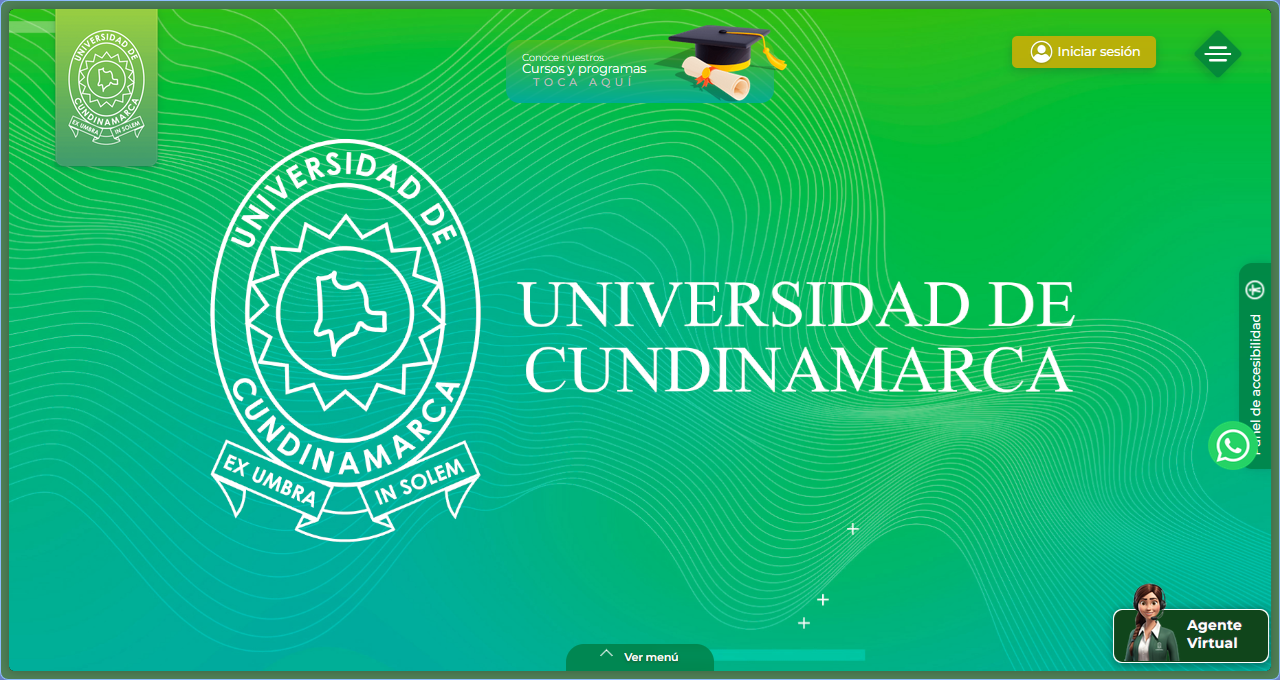 UNIVERSIDAD DE
CUNDINAMARCA
EX UMBRA IN SOLEM
Conoce nuestros
Cursos y programas
TOCA AQUÍ
Iniciar sesión
UNIVERSIDAD DE
CUNDINAMARCA
EX UMBRA IN SOLEM
UNIVERSIDAD DE
CUNDINAMARCA
Panel de accesibilidad
Agente
Virtual
Ver menú